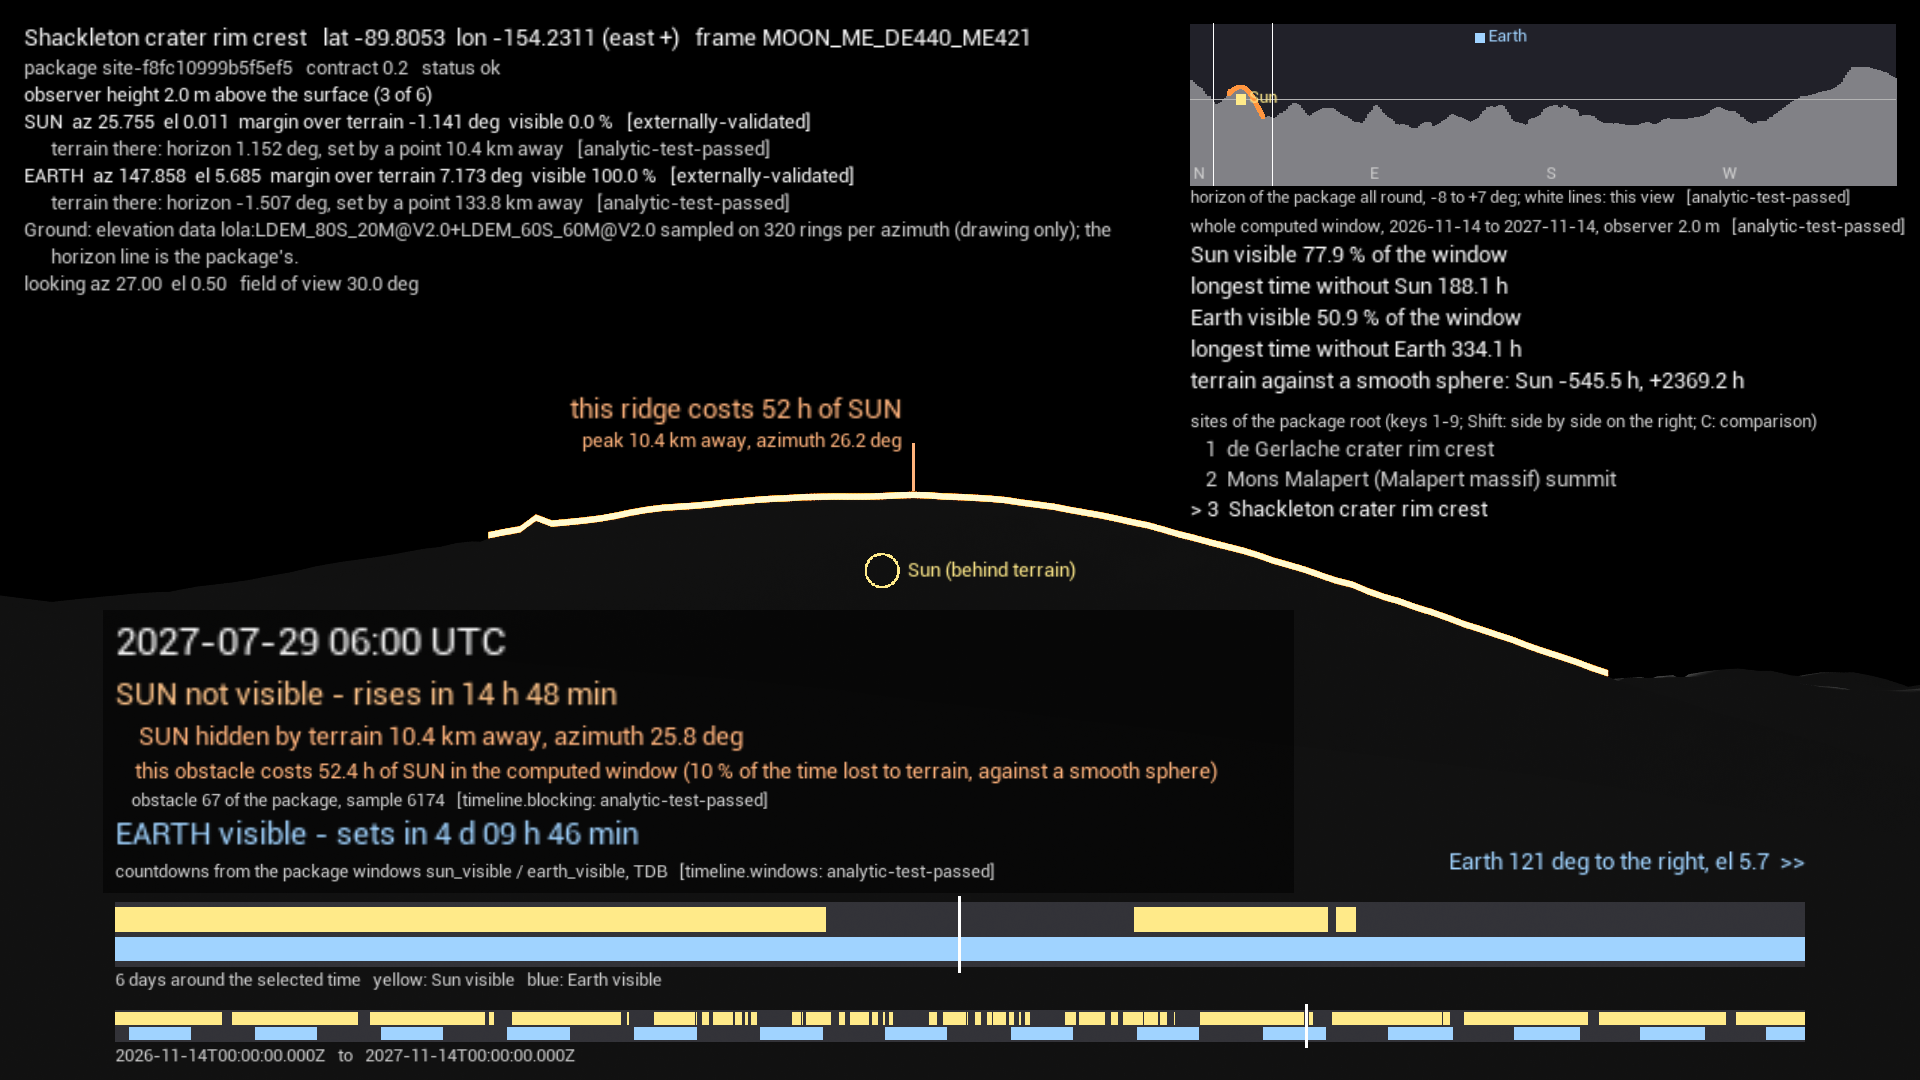 Shackleton crater rim crest   lat -89.8053  lon -154.2311 (east +)   frame MOON_ME_DE440_ME421
package site-f8fc10999b5f5ef5   contract 0.2   status ok
observer height 2.0 m above the surface (3 of 6)
SUN  az 25.755  el 0.011  margin over terrain -1.141 deg  visible 0.0 %   [externally-validated]
terrain there: horizon 1.152 deg, set by a point 10.4 km away   [analytic-test-passed]
EARTH  az 147.858  el 5.685  margin over terrain 7.173 deg  visible 100.0 %   [externally-validated]
terrain there: horizon -1.507 deg, set by a point 133.8 km away   [analytic-test-passed]
Ground: elevation data lola:LDEM_80S_20M@V2.0+LDEM_60S_60M@V2.0 sampled on 320 rings per azimuth (drawing only); the
horizon line is the package's.
looking az 27.00  el 0.50   field of view 30.0 deg
Earth
Sun
N E S W
horizon of the package all round, -8 to +7 deg; white lines: this view   [analytic-test-passed]
whole computed window, 2026-11-14 to 2027-11-14, observer 2.0 m   [analytic-test-passed]
Sun visible 77.9 % of the window
longest time without Sun 188.1 h
Earth visible 50.9 % of the window
longest time without Earth 334.1 h
terrain against a smooth sphere: Sun -545.5 h, +2369.2 h
sites of the package root (keys 1-9; Shift: side by side on the right; C: comparison)
1  de Gerlache crater rim crest
2  Mons Malapert (Malapert massif) summit
> 3  Shackleton crater rim crest
this ridge costs 52 h of SUN
peak 10.4 km away, azimuth 26.2 deg
Sun (behind terrain)
2027-07-29 06:00 UTC
SUN not visible - rises in 14 h 48 min
SUN hidden by terrain 10.4 km away, azimuth 25.8 deg
this obstacle costs 52.4 h of SUN in the computed window (10 % of the time lost to terrain, against a smooth sphere)
obstacle 67 of the package, sample 6174   [timeline.blocking: analytic-test-passed]
EARTH visible - sets in 4 d 09 h 46 min
countdowns from the package windows sun_visible / earth_visible, TDB   [timeline.windows: analytic-test-passed]
Earth 121 deg to the right, el 5.7  >>
6 days around the selected time   yellow: Sun visible   blue: Earth visible
2026-11-14T00:00:00.000Z   to   2027-11-14T00:00:00.000Z